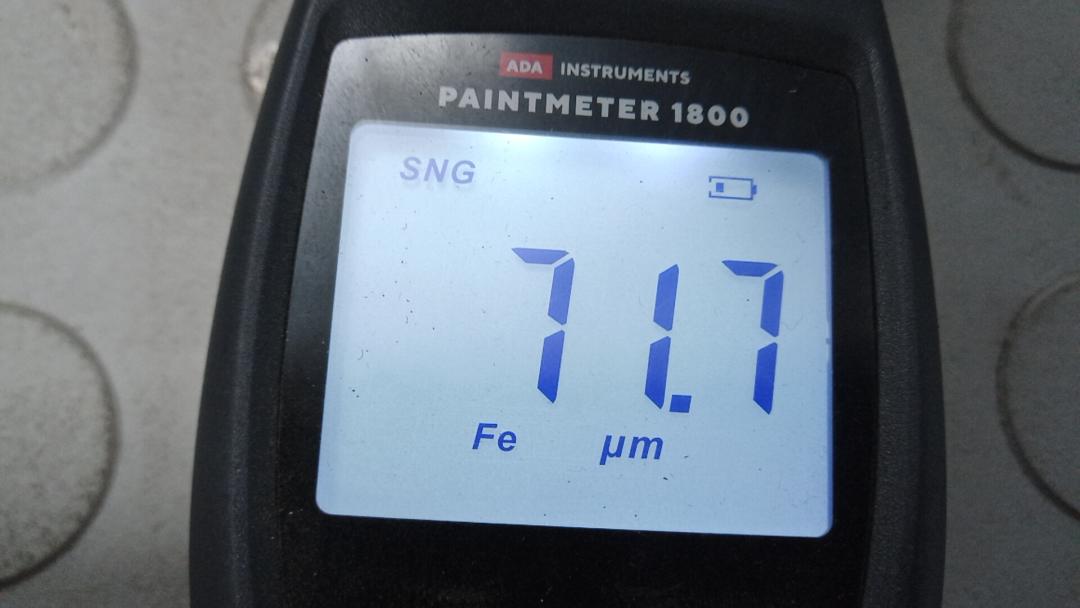 ADA INSTRUMENTS
PAINTMETER 1800
SNG
71.7
Fe µm